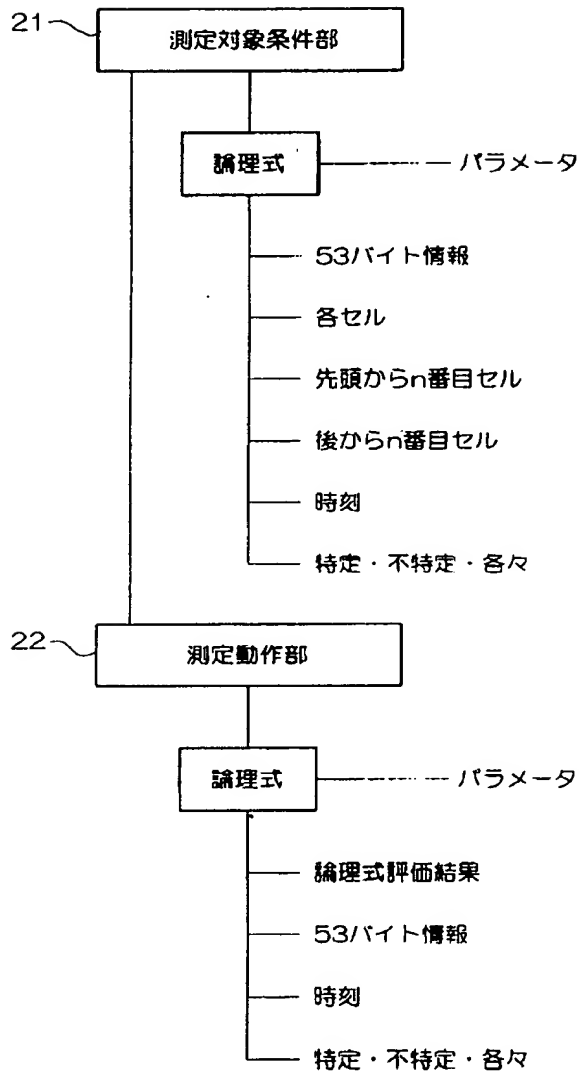 21
測定対象条件部
論理式
パラメータ
53バイト情報
各セル
先頭からn番目セル
後からn番目セル
時刻
特定・不特定・各々
22
測定動作部
論理式
パラメータ
論理式評価結果
53バイト情報
時刻
特定・不特定・各々